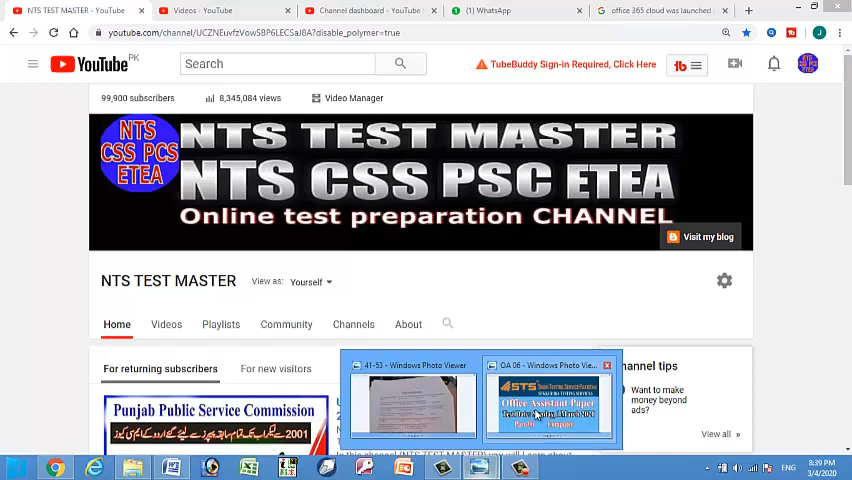 NTS TEST MASTER - YouTube
Videos - YouTube
Channel dashboard - YouTube
(1) WhatsApp
office 365 cloud was launched
youtube.com/channel/UCZNEuvfzVowSBP6LECSaJ8A?disable_polymer=true
YouTube PK
Search
TubeBuddy Sign-in Required, Click Here
99,900 subscribers
8,345,084 views
Video Manager
NTS
CSS PCS
ETEA
NTS TEST MASTER
NTS CSS PSC ETEA
Online test preparation CHANNEL
Visit my blog
NTS TEST MASTER
View as: Yourself
Home
Videos
Playlists
Community
Channels
About
41-53 - Windows Photo Viewer
OA 06 - Windows Photo Vie...
STS
Office Assistant Paper
Computer
For returning subscribers
For new visitors
hannel tips
Want to make
money beyond
ads?
View all »
Punjab Public Service Commission
ENG
8:39 PM
3/4/2020